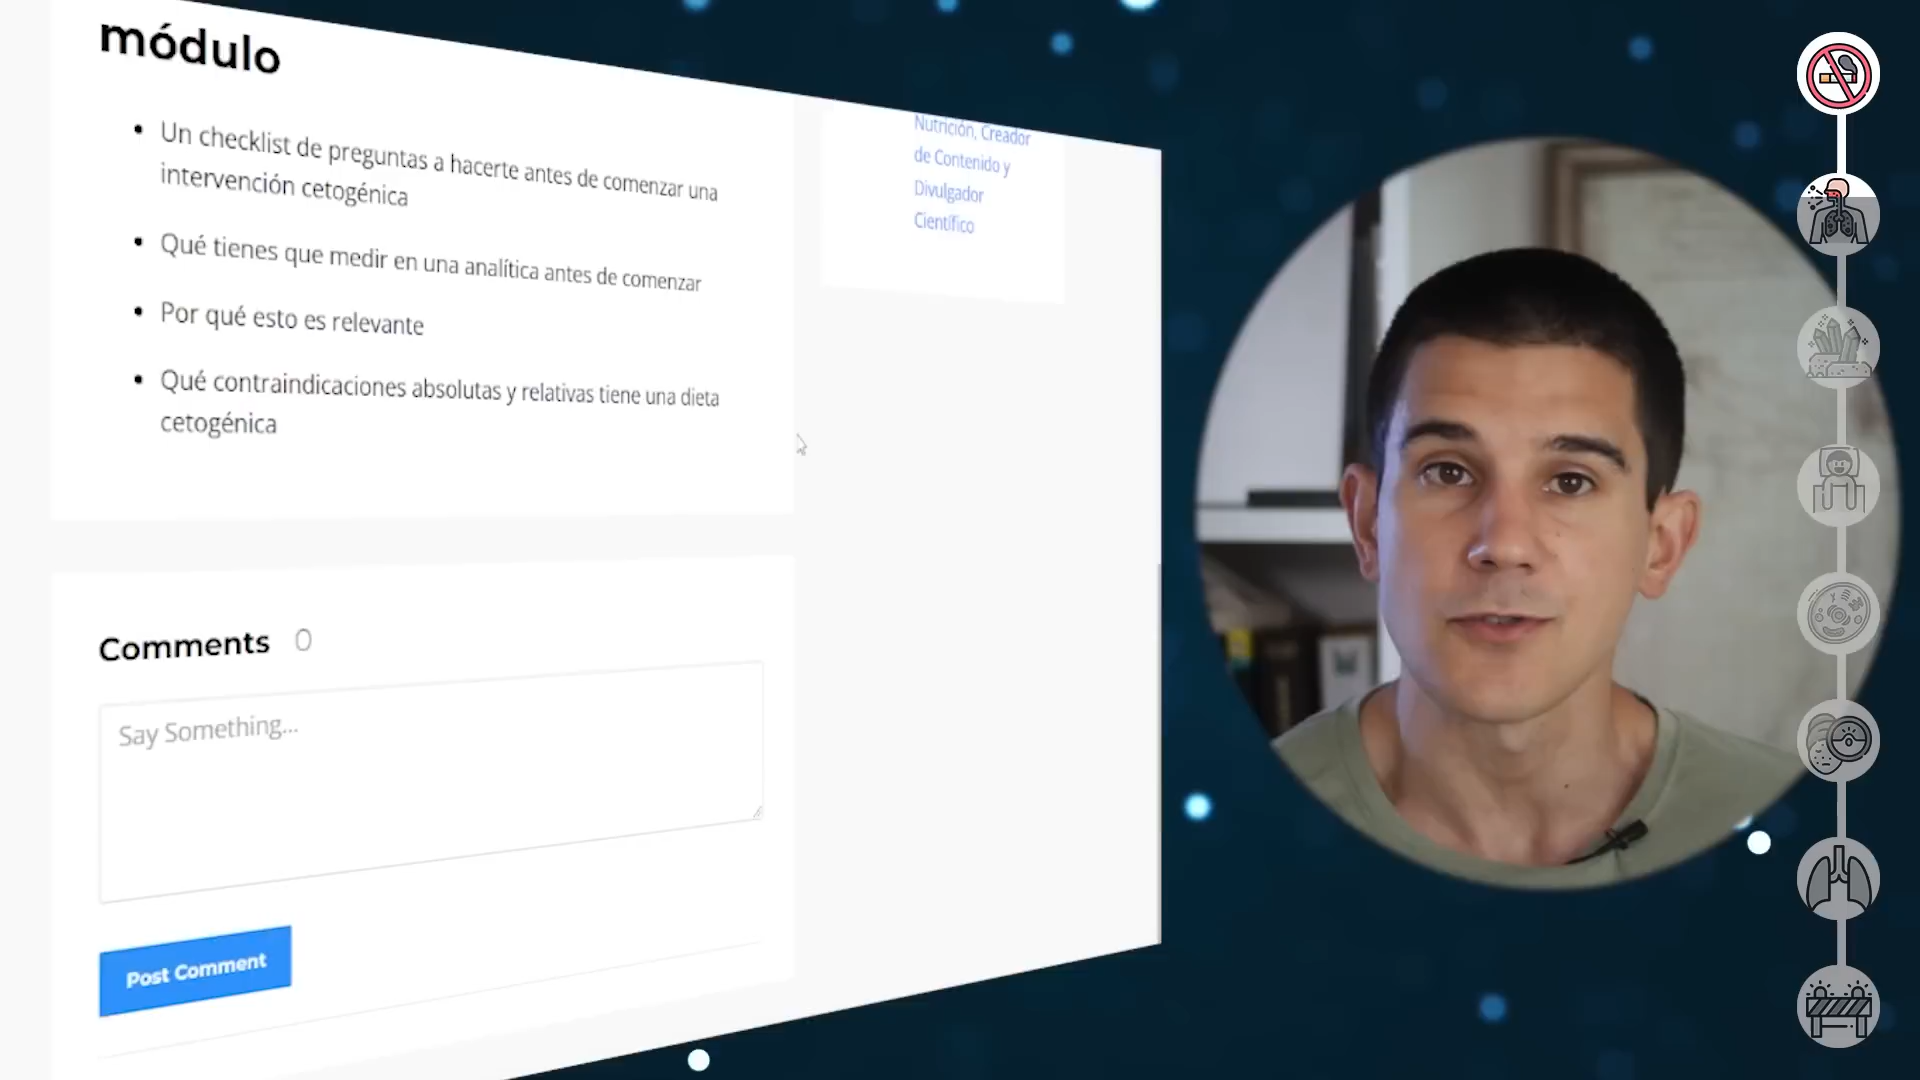 módulo
Un checklist de preguntas a hacerte antes de comenzar una
intervención cetogénica
Qué tienes que medir en una analítica antes de comenzar
Por qué esto es relevante
Qué contraindicaciones absolutas y relativas tiene una dieta
cetogénica
Nutrición, Creador
de Contenido y
Divulgador
Científico
Comments 0
Say Something...
Post Comment